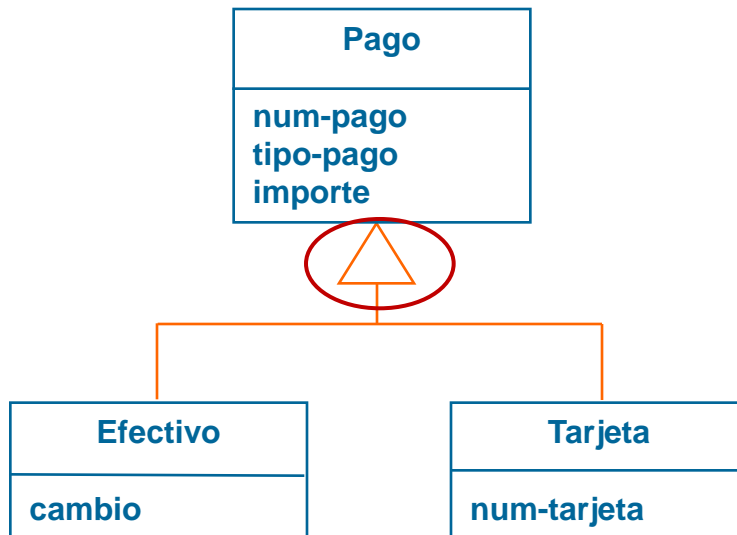 Pago
num-pago
tipo-pago
importe
Efectivo
cambio
Tarjeta
num-tarjeta